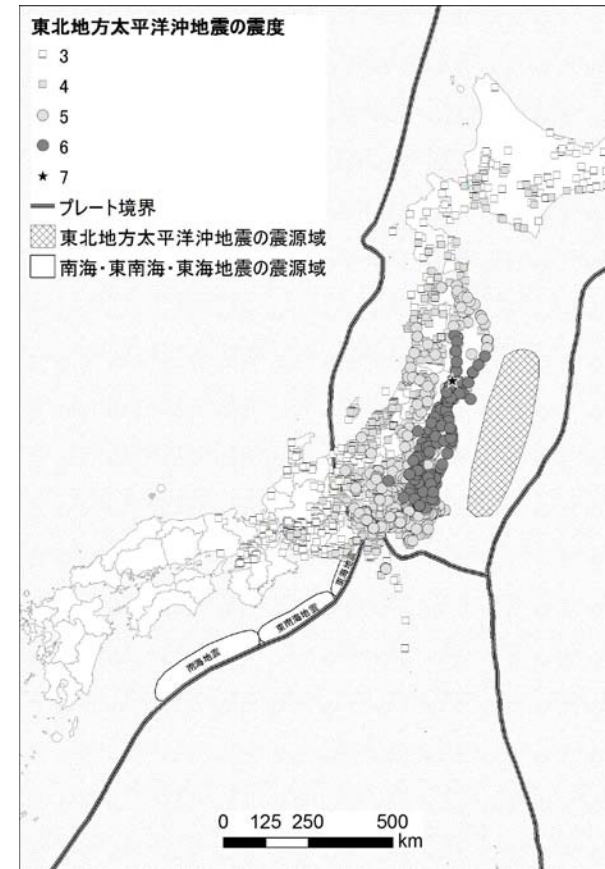 東北地方太平洋沖地震の震度
3
4
5
6
7
プレート境界
東北地方太平洋沖地震の震源域
南海・東南海・東海地震の震源域
東海地震
東南海地震
南海地震
0 125 250 500
km